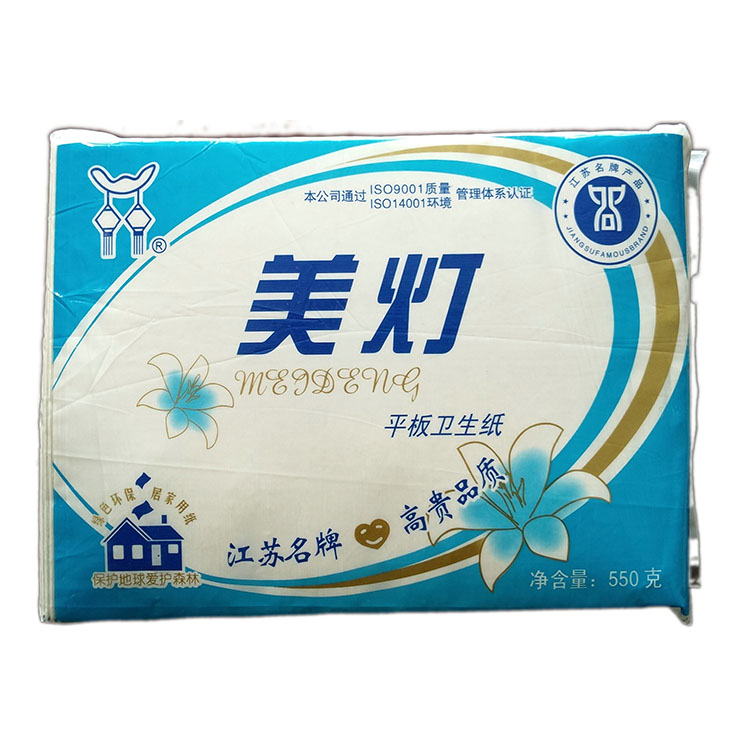 本公司通过 ISO9001质量 管理体系认证
ISO14001环境
江苏名牌产品
JIANGSUFAMOUSBRAND
®
美灯
MEIDENG
平板卫生纸
绿色环保 居家用纸
保护地球爱护森林
江苏名牌 高贵品质
净含量：550 克